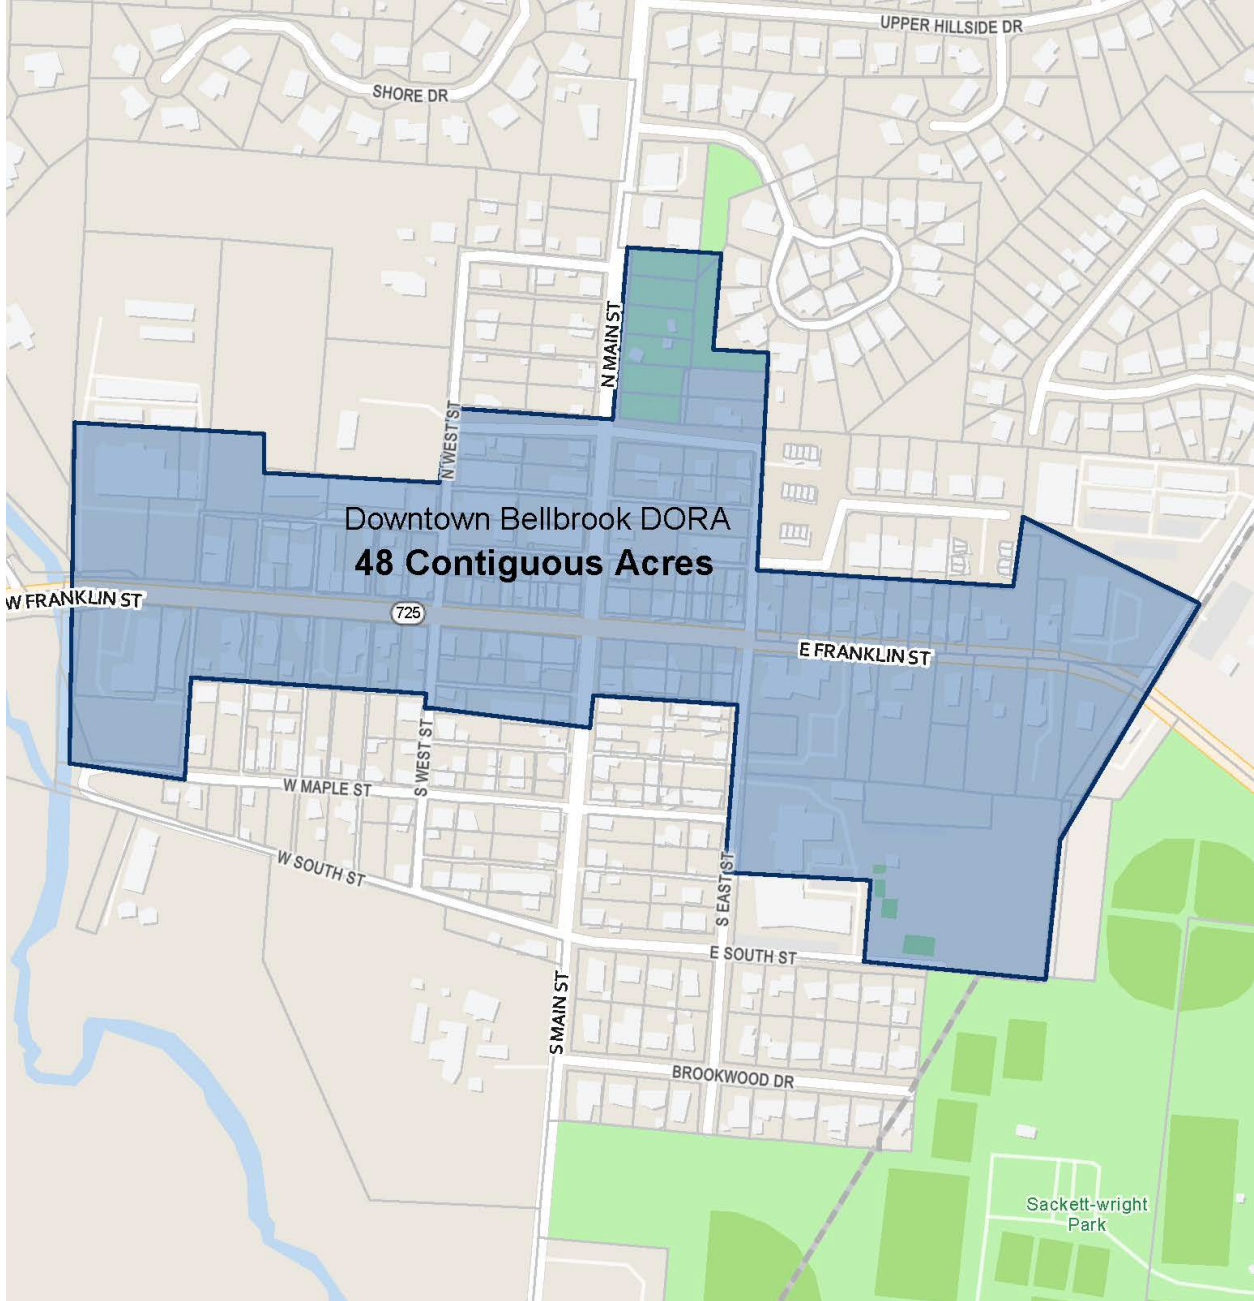 UPPER HILLSIDE DR
SHORE DR
N MAIN ST
N WEST ST
Downtown Bellbrook DORA
48 Contiguous Acres
W FRANKLIN ST
725
E FRANKLIN ST
S WEST ST
W MAPLE ST
W SOUTH ST
S EAST ST
E SOUTH ST
S MAIN ST
BROOKWOOD DR
Sackett-wright
Park